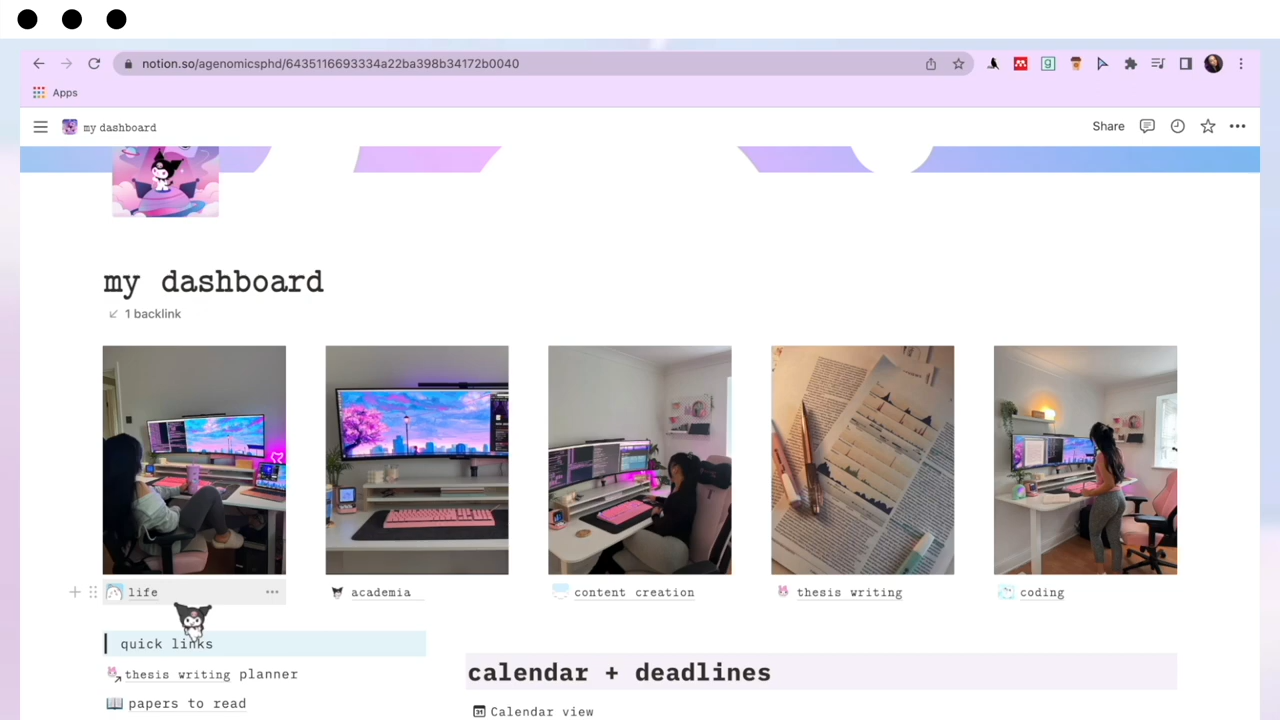 notion.so/agenomicsphd/6435116693334a22ba398b34172b0040
Apps
my dashboard
Share
my dashboard
1 backlink
life
academia
content creation
thesis writing
coding
quick links
thesis writing planner
papers to read
calendar + deadlines
Calendar view